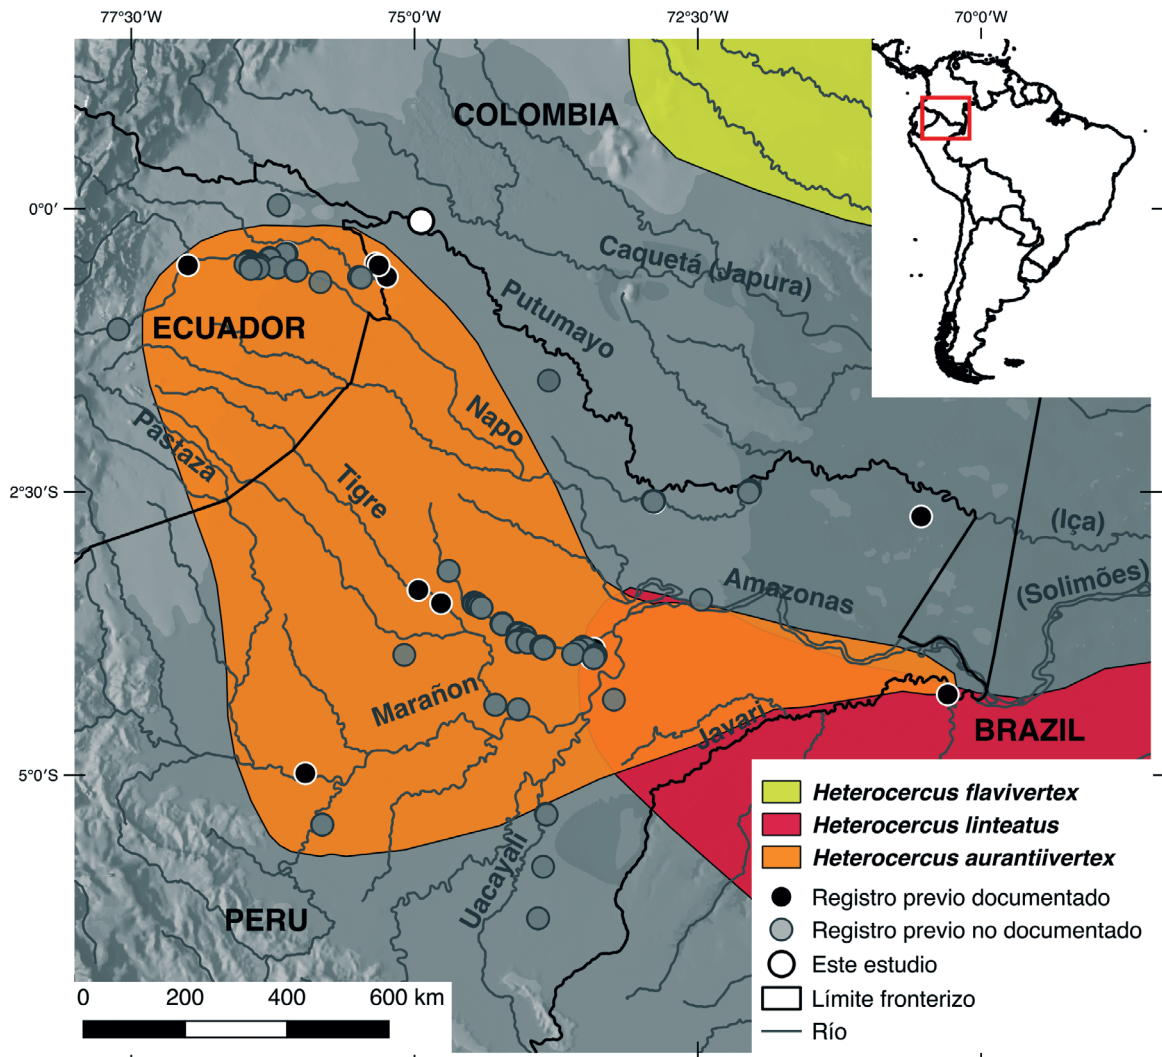 77°30′W 75°0′W 72°30′W 70°0′W
COLOMBIA
0°0′
Caquetá (Japura)
Putumayo
ECUADOR
Napo
Pastaza
Tigre
2°30′S
(Iça)
Amazonas
(Solimões)
Marañon
Javari
BRAZIL
5°0′S
Uacayali
PERU
Heterocercus flavivertex
Heterocercus linteatus
Heterocercus aurantiivertex
Registro previo documentado
Registro previo no documentado
Este estudio
Límite fronterizo
Río
0 200 400 600 km